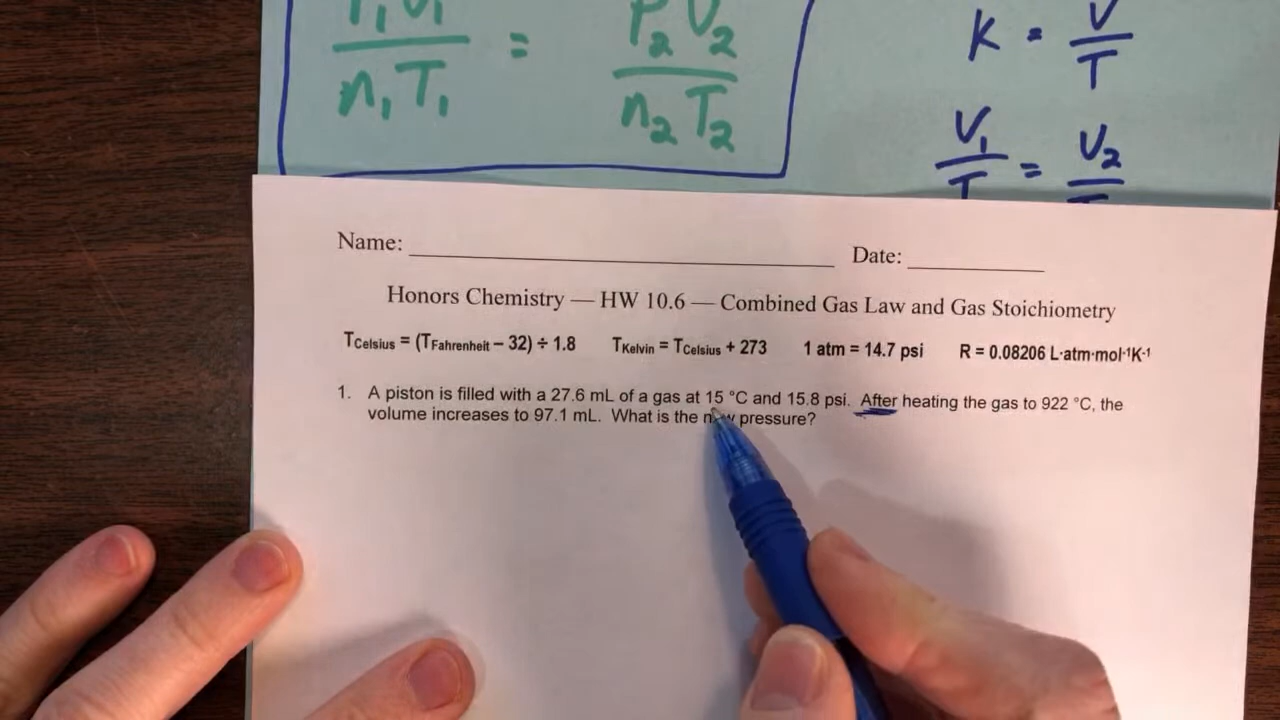 P₁V₁ = P₂V₂
n₁T₁ n₂T₂
K = V
T
V₁ = V₂
T T
Name: Date:
Honors Chemistry — HW 10.6 — Combined Gas Law and Gas Stoichiometry
TCelsius = (TFahrenheit – 32) ÷ 1.8 TKelvin = TCelsius + 273 1 atm = 14.7 psi R = 0.08206 L·atm·mol⁻¹K⁻¹
1. A piston is filled with a 27.6 mL of a gas at 15 °C and 15.8 psi. After heating the gas to 922 °C, the
volume increases to 97.1 mL. What is the new pressure?